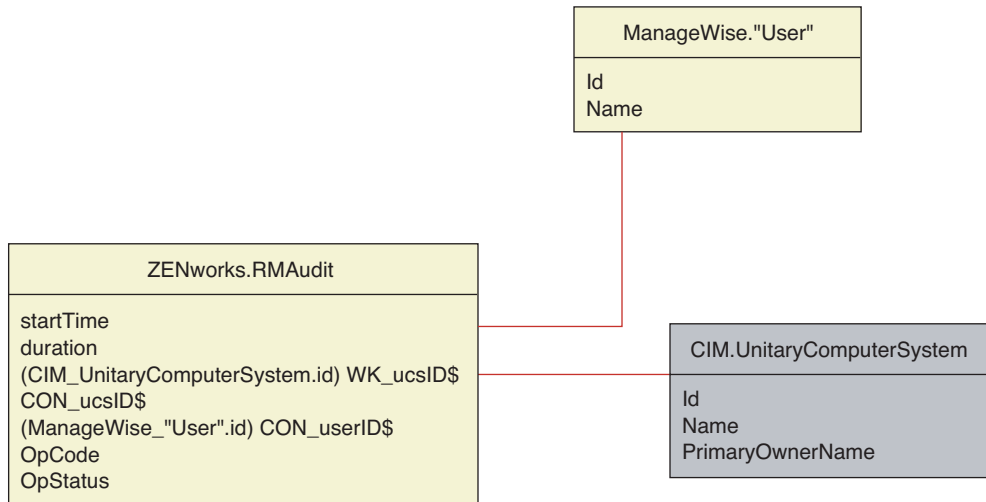 ManageWise."User"
Id
Name
ZENworks.RMAudit
startTime
duration
(CIM_UnitaryComputerSystem.id) WK_ucsID$
CON_ucsID$
(ManageWise_"User".id) CON_userID$
OpCode
OpStatus
CIM.UnitaryComputerSystem
Id
Name
PrimaryOwnerName